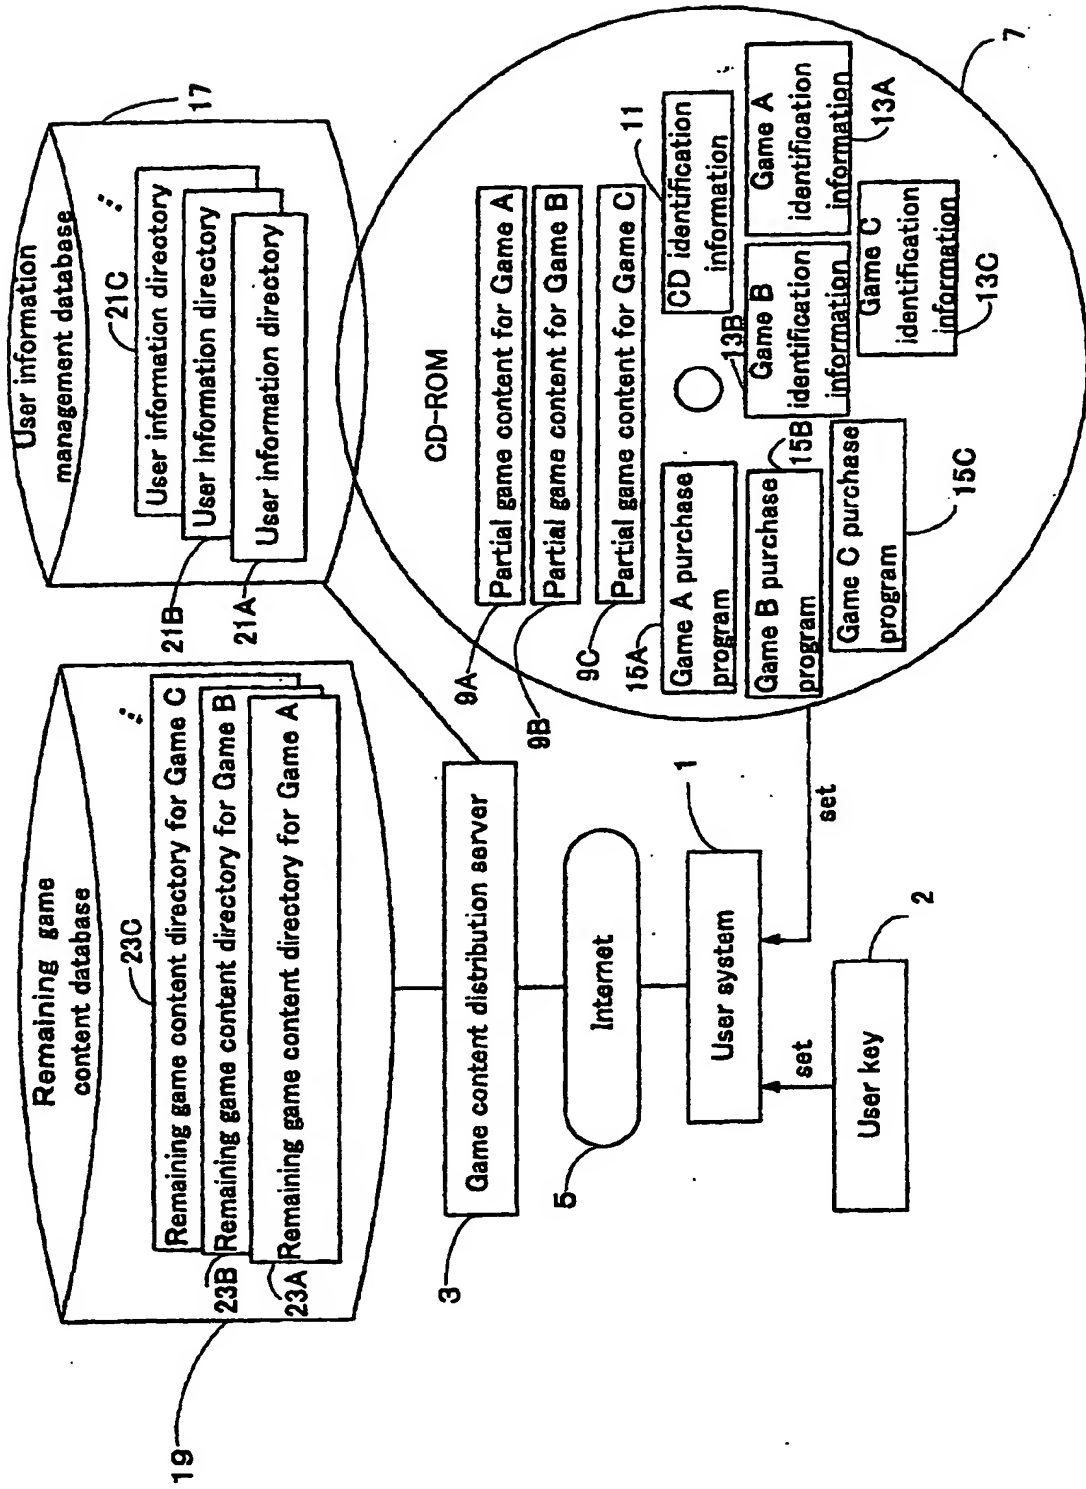 19
Remaining game
content database
23C
Remaining game content directory for Game C
23B
Remaining game content directory for Game B
23A
Remaining game content directory for Game A
User information
management database
17
21C
User information directory
21B
User information directory
21A
User information directory
3
Game content distribution server
5
Internet
1
User system
set
set
User key
2
CD-ROM
7
9A
Partial game content for Game A
9B
Partial game content for Game B
9C
Partial game content for Game C
11
CD identification
information
15A
Game A purchase
program
15B
Game B purchase
program
15C
Game C purchase
program
13B
Game B
identification
information
Game A
identification
information
13A
Game C
identification
information
13C